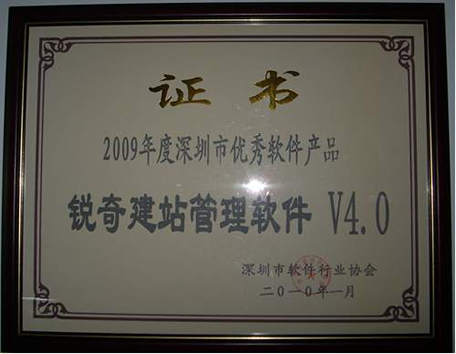 证书
2009年度深圳市优秀软件产品
锐奇建站管理软件 V4.0
深圳市软件行业协会
二〇一〇年一月